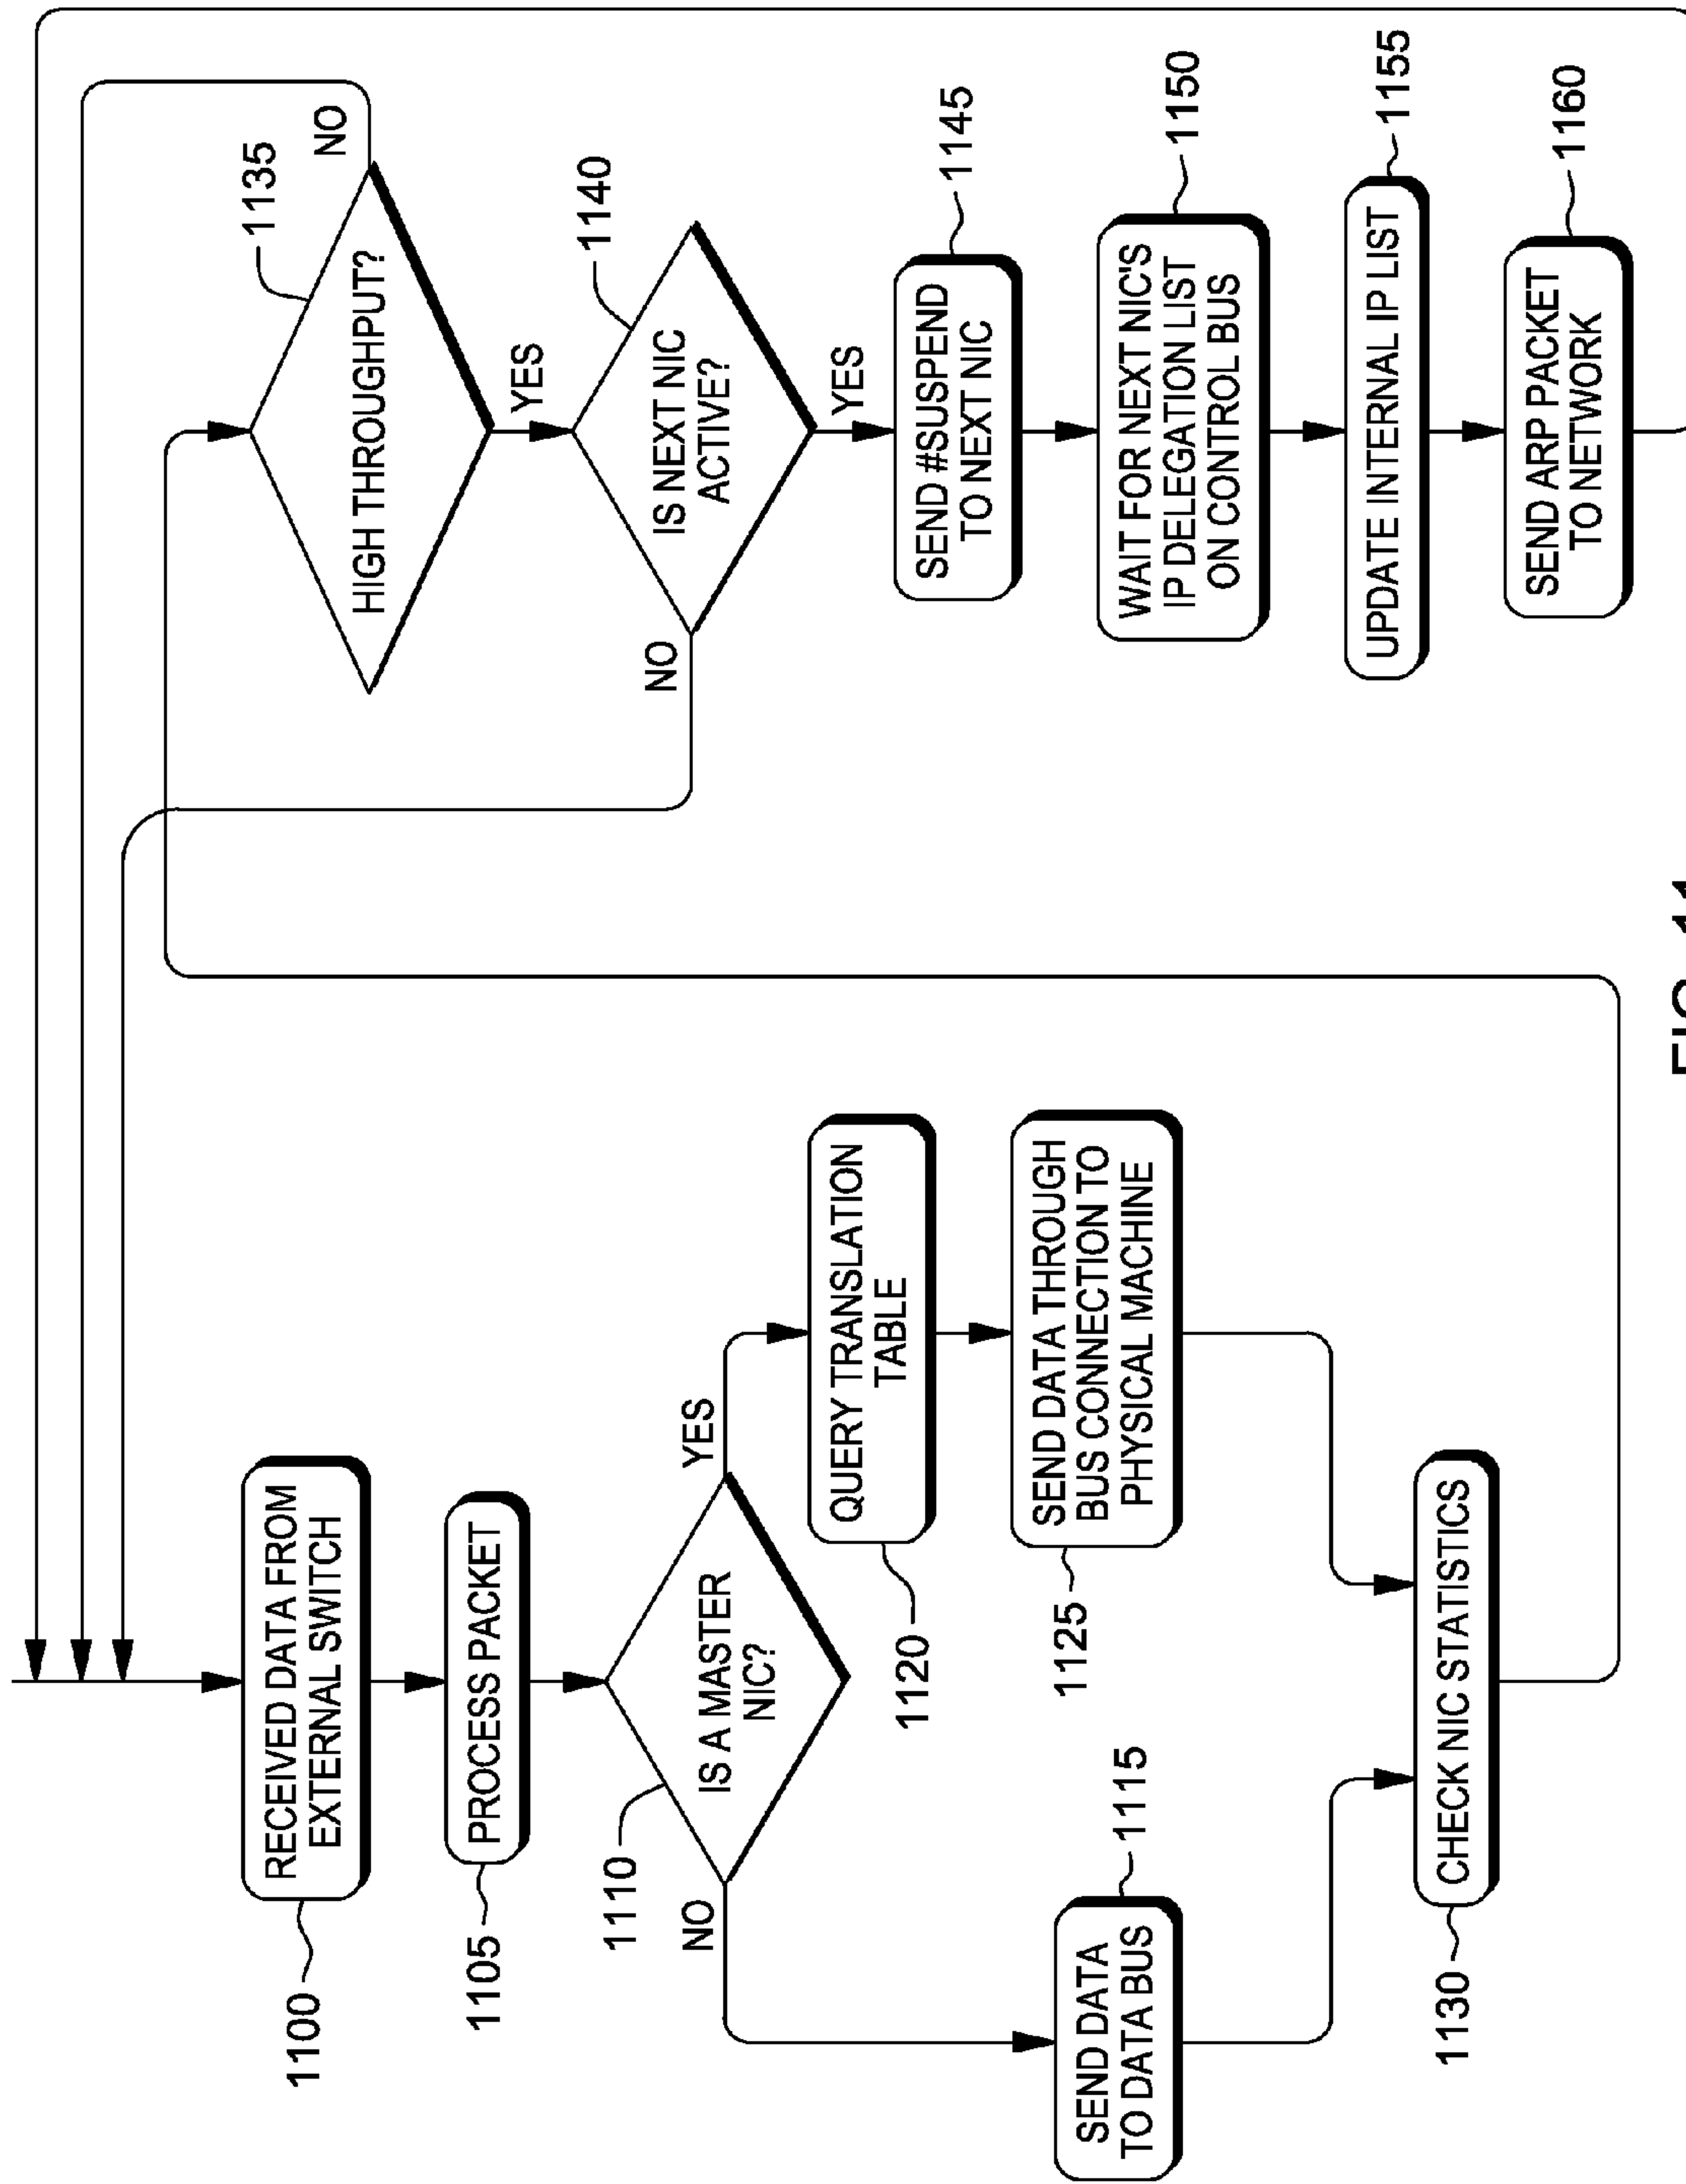 RECEIVED DATA FROM
EXTERNAL SWITCH
1100
PROCESS PACKET
1105
1110
IS A MASTER
NIC?
NO
YES
SEND DATA
TO DATA BUS
1115
QUERY TRANSLATION
TABLE
1120
SEND DATA THROUGH
BUS CONNECTION TO
PHYSICAL MACHINE
1125
CHECK NIC STATISTICS
1130
HIGH THROUGHPUT?
1135
NO
YES
IS NEXT NIC
ACTIVE?
1140
NO
YES
SEND #SUSPEND
TO NEXT NIC
1145
WAIT FOR NEXT NIC'S
IP DELEGATION LIST
ON CONTROL BUS
1150
UPDATE INTERNAL IP LIST
1155
SEND ARP PACKET
TO NETWORK
1160